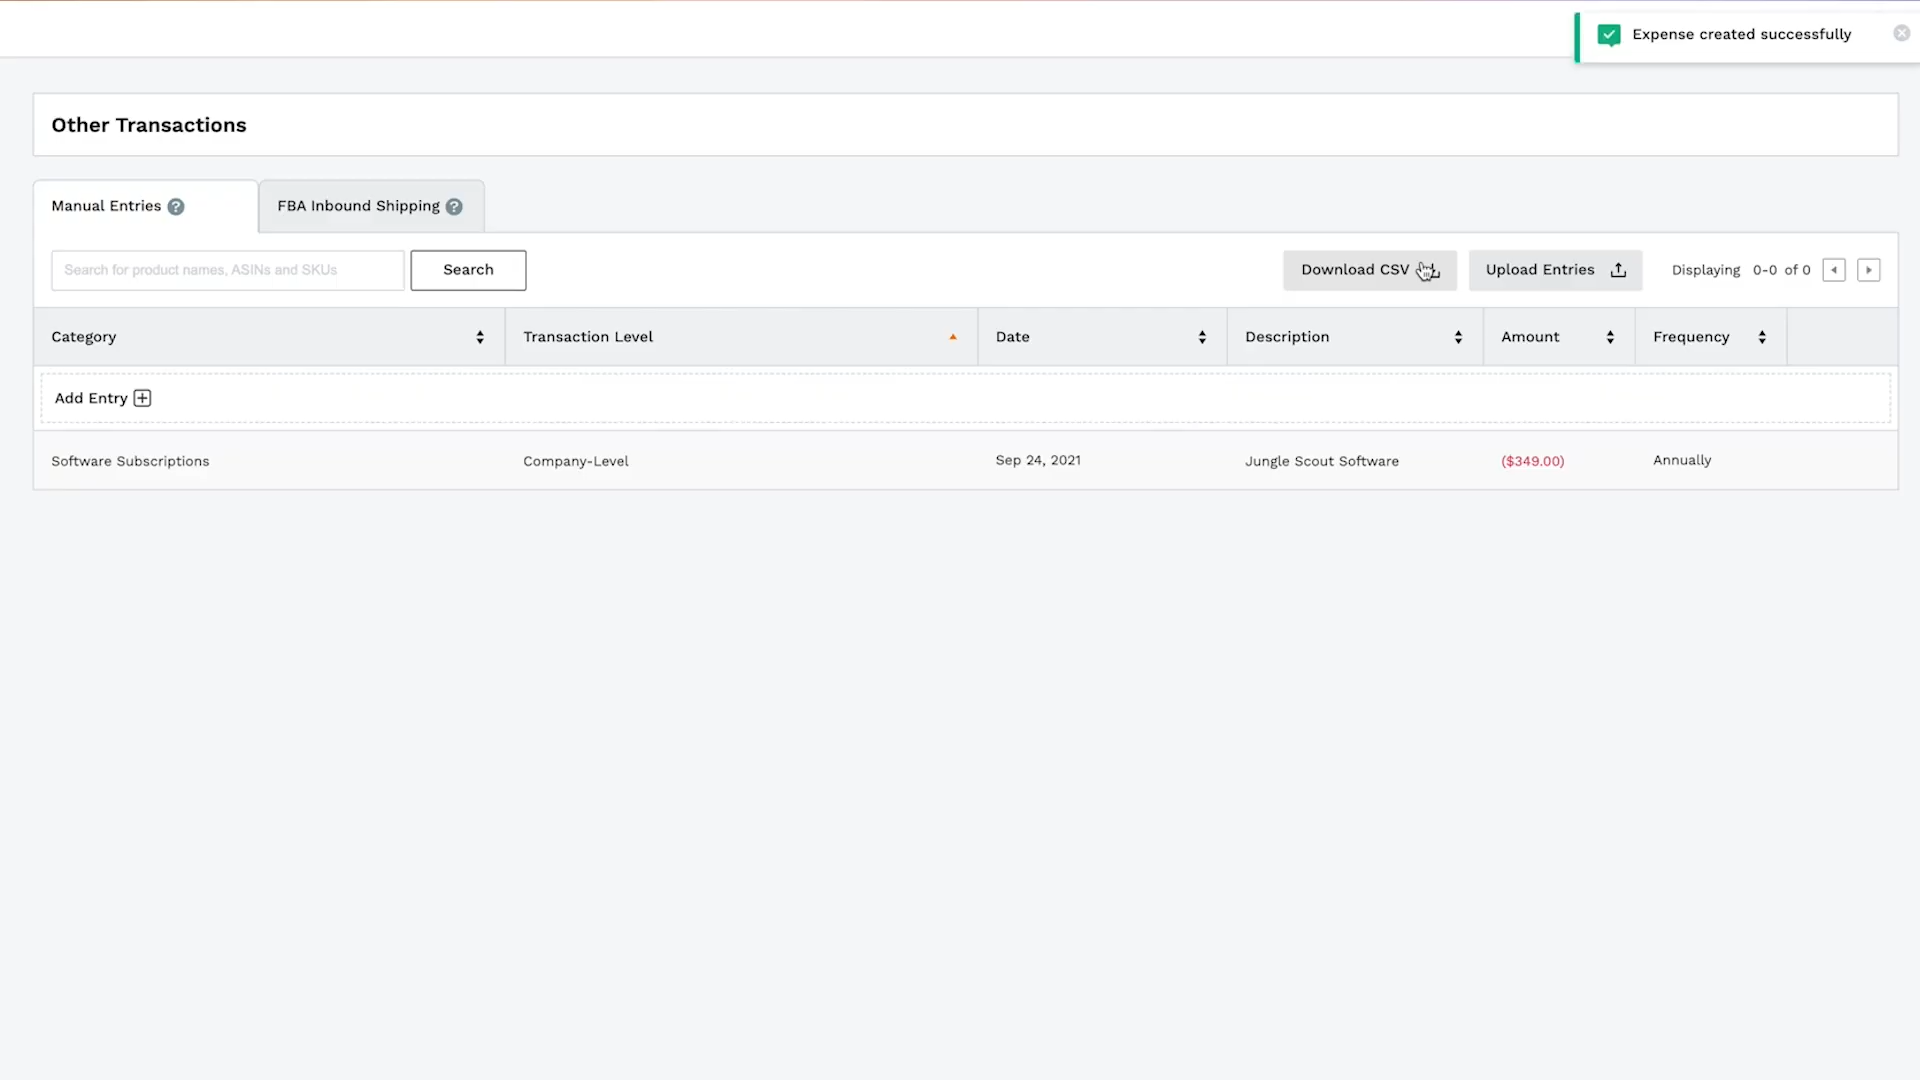 Expense created successfully
Other Transactions
Manual Entries
FBA Inbound Shipping
Search for product names, ASINs and SKUs
Search
Download CSV
Upload Entries
Displaying 0-0 of 0
Category Transaction Level Date Description Amount Frequency
Add Entry
Software Subscriptions Company-Level Sep 24, 2021 Jungle Scout Software ($349.00) Annually